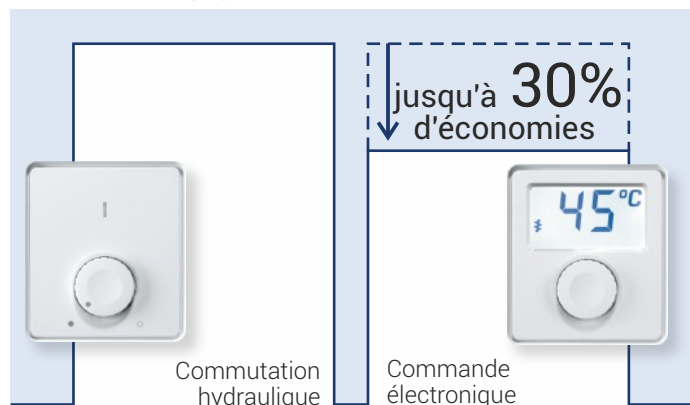 jusqu'à 30%
d'économies
45°C
Commutation
hydraulique
Commande
électronique